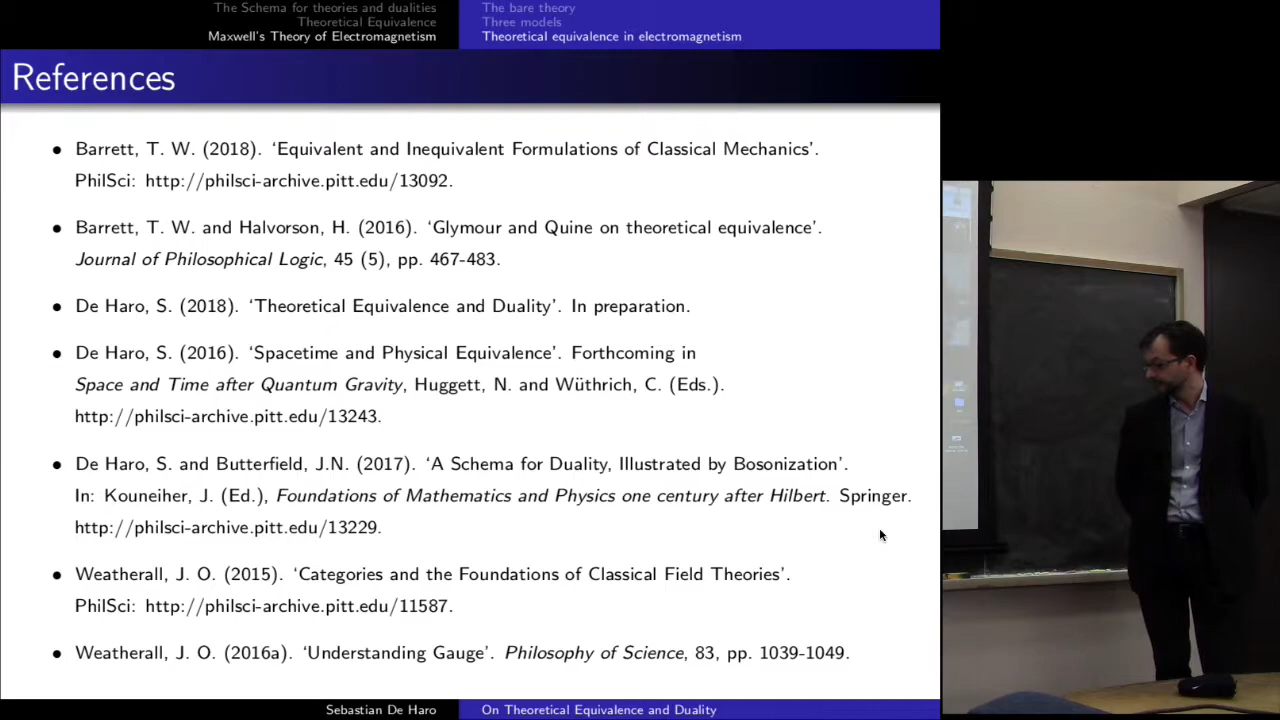 The Schema for theories and dualities
Theoretical Equivalence
Maxwell's Theory of Electromagnetism
The bare theory
Three models
Theoretical equivalence in electromagnetism
References
• Barrett, T. W. (2018). ‘Equivalent and Inequivalent Formulations of Classical Mechanics’.
PhilSci: http://philsci-archive.pitt.edu/13092.
• Barrett, T. W. and Halvorson, H. (2016). ‘Glymour and Quine on theoretical equivalence’.
Journal of Philosophical Logic, 45 (5), pp. 467-483.
• De Haro, S. (2018). ‘Theoretical Equivalence and Duality’. In preparation.
• De Haro, S. (2016). ‘Spacetime and Physical Equivalence’. Forthcoming in
Space and Time after Quantum Gravity, Huggett, N. and Wüthrich, C. (Eds.).
http://philsci-archive.pitt.edu/13243.
• De Haro, S. and Butterfield, J.N. (2017). ‘A Schema for Duality, Illustrated by Bosonization’.
In: Kouneiher, J. (Ed.), Foundations of Mathematics and Physics one century after Hilbert. Springer.
http://philsci-archive.pitt.edu/13229.
• Weatherall, J. O. (2015). ‘Categories and the Foundations of Classical Field Theories’.
PhilSci: http://philsci-archive.pitt.edu/11587.
• Weatherall, J. O. (2016a). ‘Understanding Gauge’. Philosophy of Science, 83, pp. 1039-1049.
Sebastian De Haro
On Theoretical Equivalence and Duality